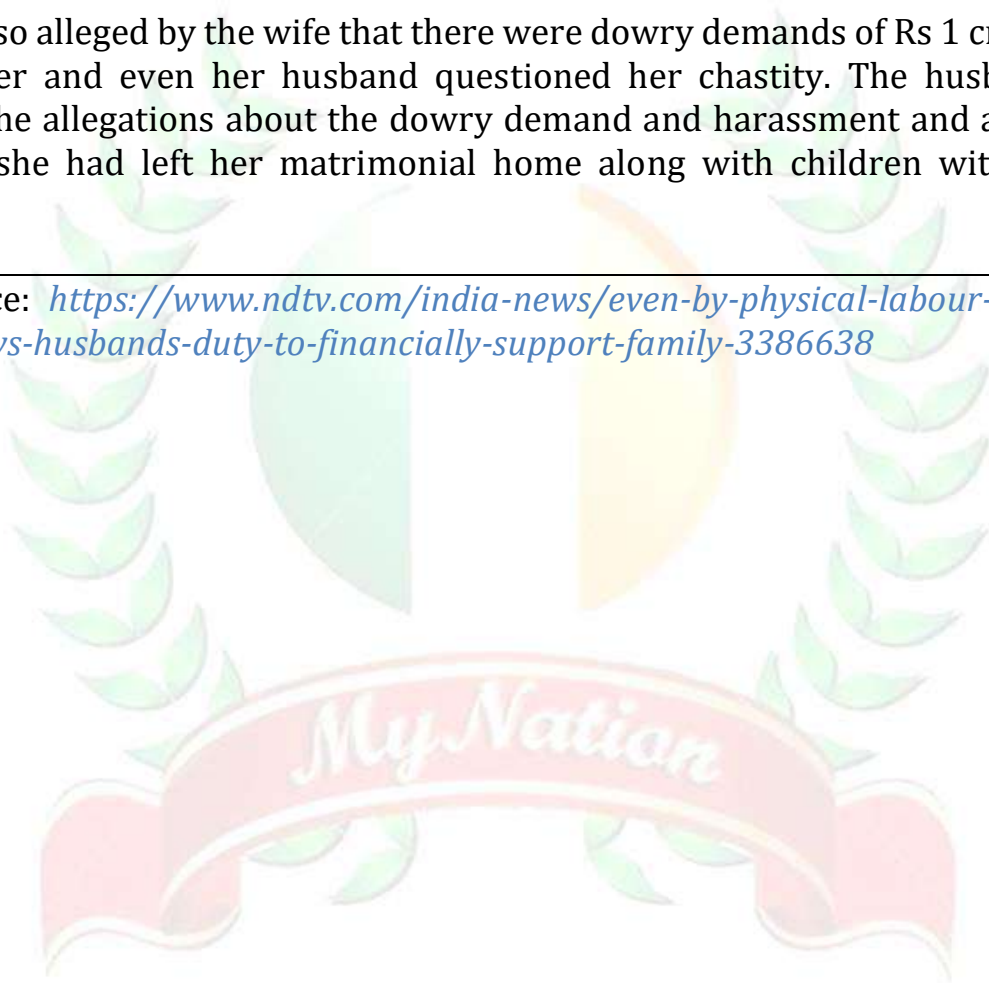 so alleged by the wife that there were dowry demands of Rs 1 cr
er and even her husband questioned her chastity. The husb
he allegations about the dowry demand and harassment and a
she had left her matrimonial home along with children wit
ce: https://www.ndtv.com/india-news/even-by-physical-labour-
ys-husbands-duty-to-financially-support-family-3386638
My Nation